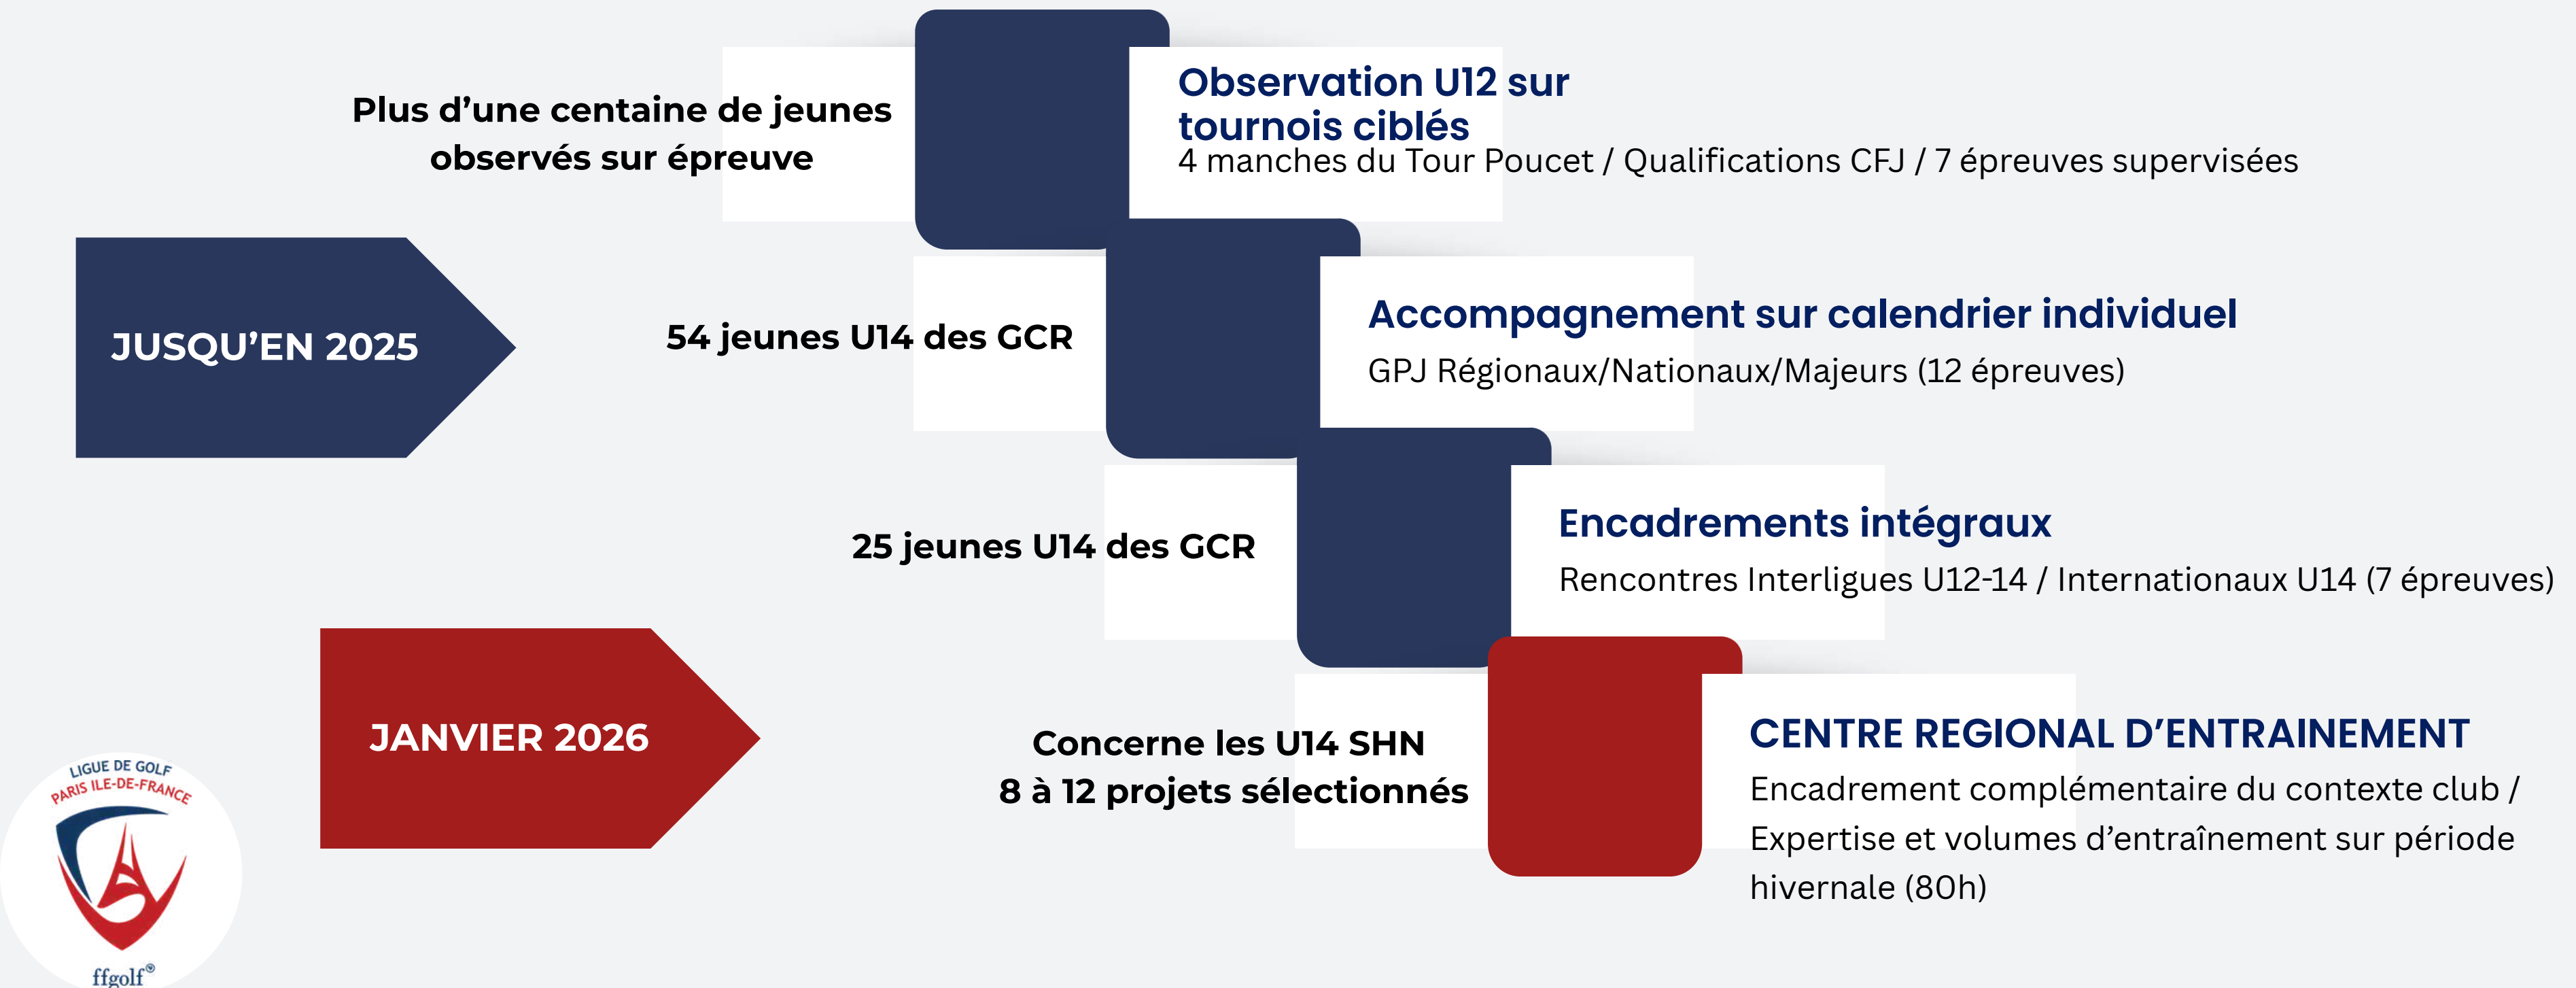 Plus d’une centaine de jeunes
observés sur épreuve
Observation U12 sur
tournois ciblés
4 manches du Tour Poucet / Qualifications CFJ / 7 épreuves supervisées
JUSQU’EN 2025
54 jeunes U14 des GCR
Accompagnement sur calendrier individuel
GPJ Régionaux/Nationaux/Majeurs (12 épreuves)
25 jeunes U14 des GCR
Encadrements intégraux
Rencontres Interligues U12-14 / Internationaux U14 (7 épreuves)
JANVIER 2026
Concerne les U14 SHN
8 à 12 projets sélectionnés
CENTRE REGIONAL D’ENTRAINEMENT
Encadrement complémentaire du contexte club /
Expertise et volumes d’entraînement sur période
hivernale (80h)
LIGUE DE GOLF
PARIS ILE-DE-FRANCE
ffgolf